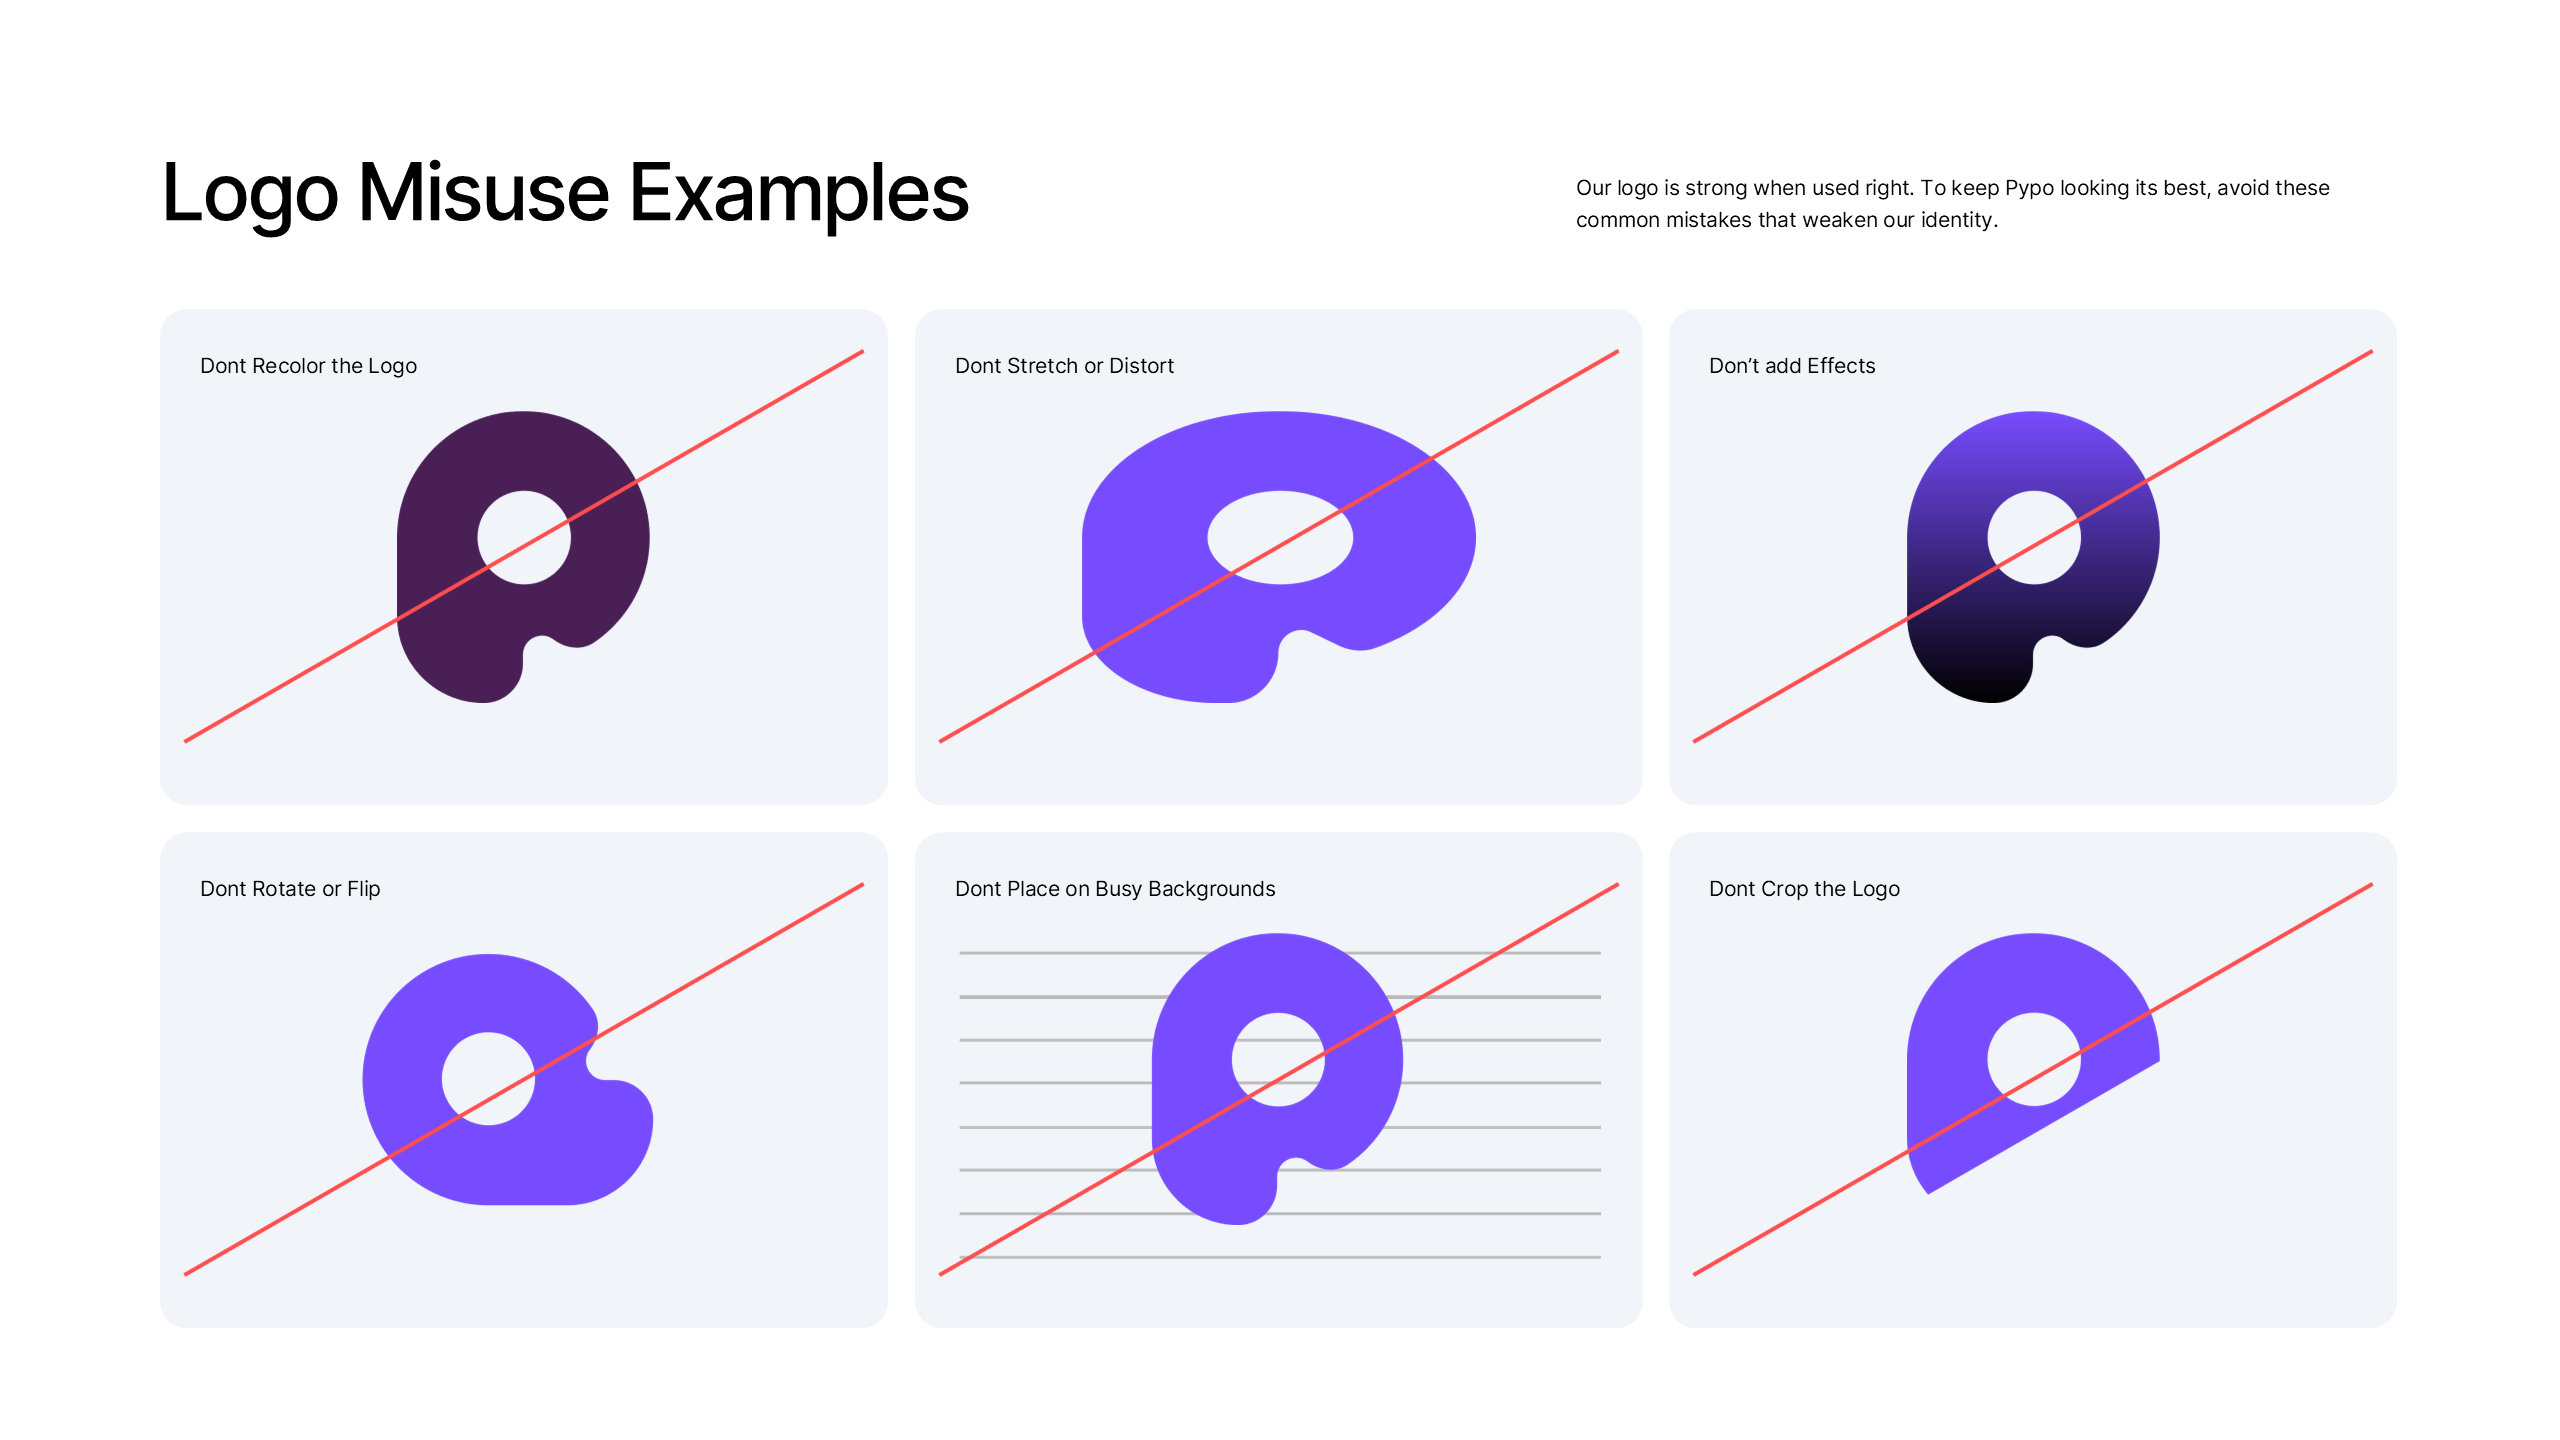 Logo Misuse Examples
Our logo is strong when used right. To keep Pypo looking its best, avoid these
common mistakes that weaken our identity.
Dont Recolor the Logo
Dont Stretch or Distort
Don’t add Effects
Dont Rotate or Flip
Dont Place on Busy Backgrounds
Dont Crop the Logo